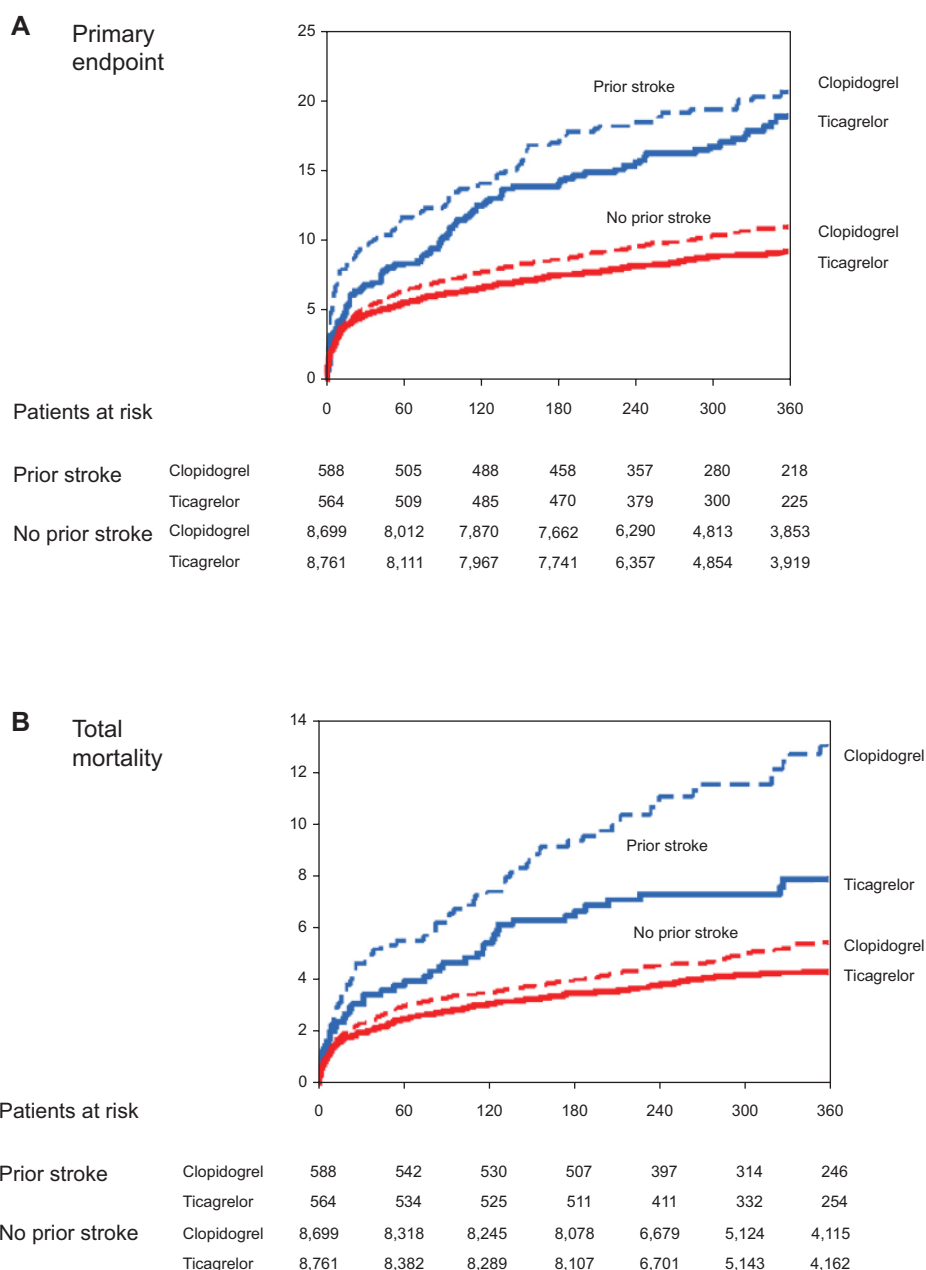 A Primary
endpoint
25
20
15
10
5
0
Prior stroke
Clopidogrel
Ticagrelor
No prior stroke
Clopidogrel
Ticagrelor
Patients at risk 0 60 120 180 240 300 360
Prior stroke Clopidogrel 588 505 488 458 357 280 218
Ticagrelor 564 509 485 470 379 300 225
No prior stroke Clopidogrel 8,699 8,012 7,870 7,662 6,290 4,813 3,853
Ticagrelor 8,761 8,111 7,967 7,741 6,357 4,854 3,919
B Total
mortality
14
12
10
8
6
4
2
0
Clopidogrel
Prior stroke
Ticagrelor
No prior stroke
Clopidogrel
Ticagrelor
Patients at risk 0 60 120 180 240 300 360
Prior stroke Clopidogrel 588 542 530 507 397 314 246
Ticagrelor 564 534 525 511 411 332 254
No prior stroke Clopidogrel 8,699 8,318 8,245 8,078 6,679 5,124 4,115
Ticagrelor 8,761 8,382 8,289 8,107 6,701 5,143 4,162